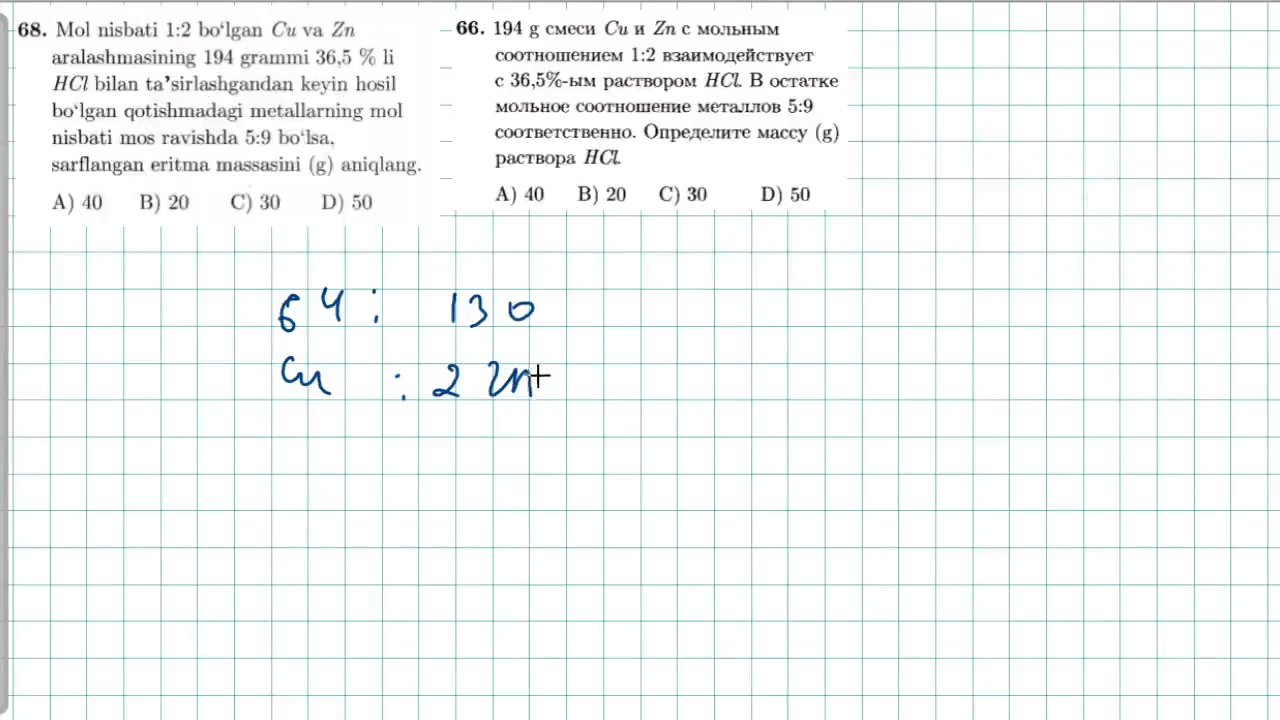 68. Mol nisbati 1:2 bo‘lgan Cu va Zn
aralashmasining 194 grammi 36,5 % li
HCl bilan ta’sirlashgandan keyin hosil
bo‘lgan qotishmadagi metallarning mol
nisbati mos ravishda 5:9 bo‘lsa,
sarflangan eritma massasini (g) aniqlang.
A) 40 B) 20 C) 30 D) 50
66. 194 g смеси Cu и Zn с мольным
соотношением 1:2 взаимодействует
с 36,5%-ым раствором HCl. В остатке
мольное соотношение металлов 5:9
соответственно. Определите массу (g)
раствора HCl.
A) 40 B) 20 C) 30 D) 50
64 : 130
Cu : 2 Zn